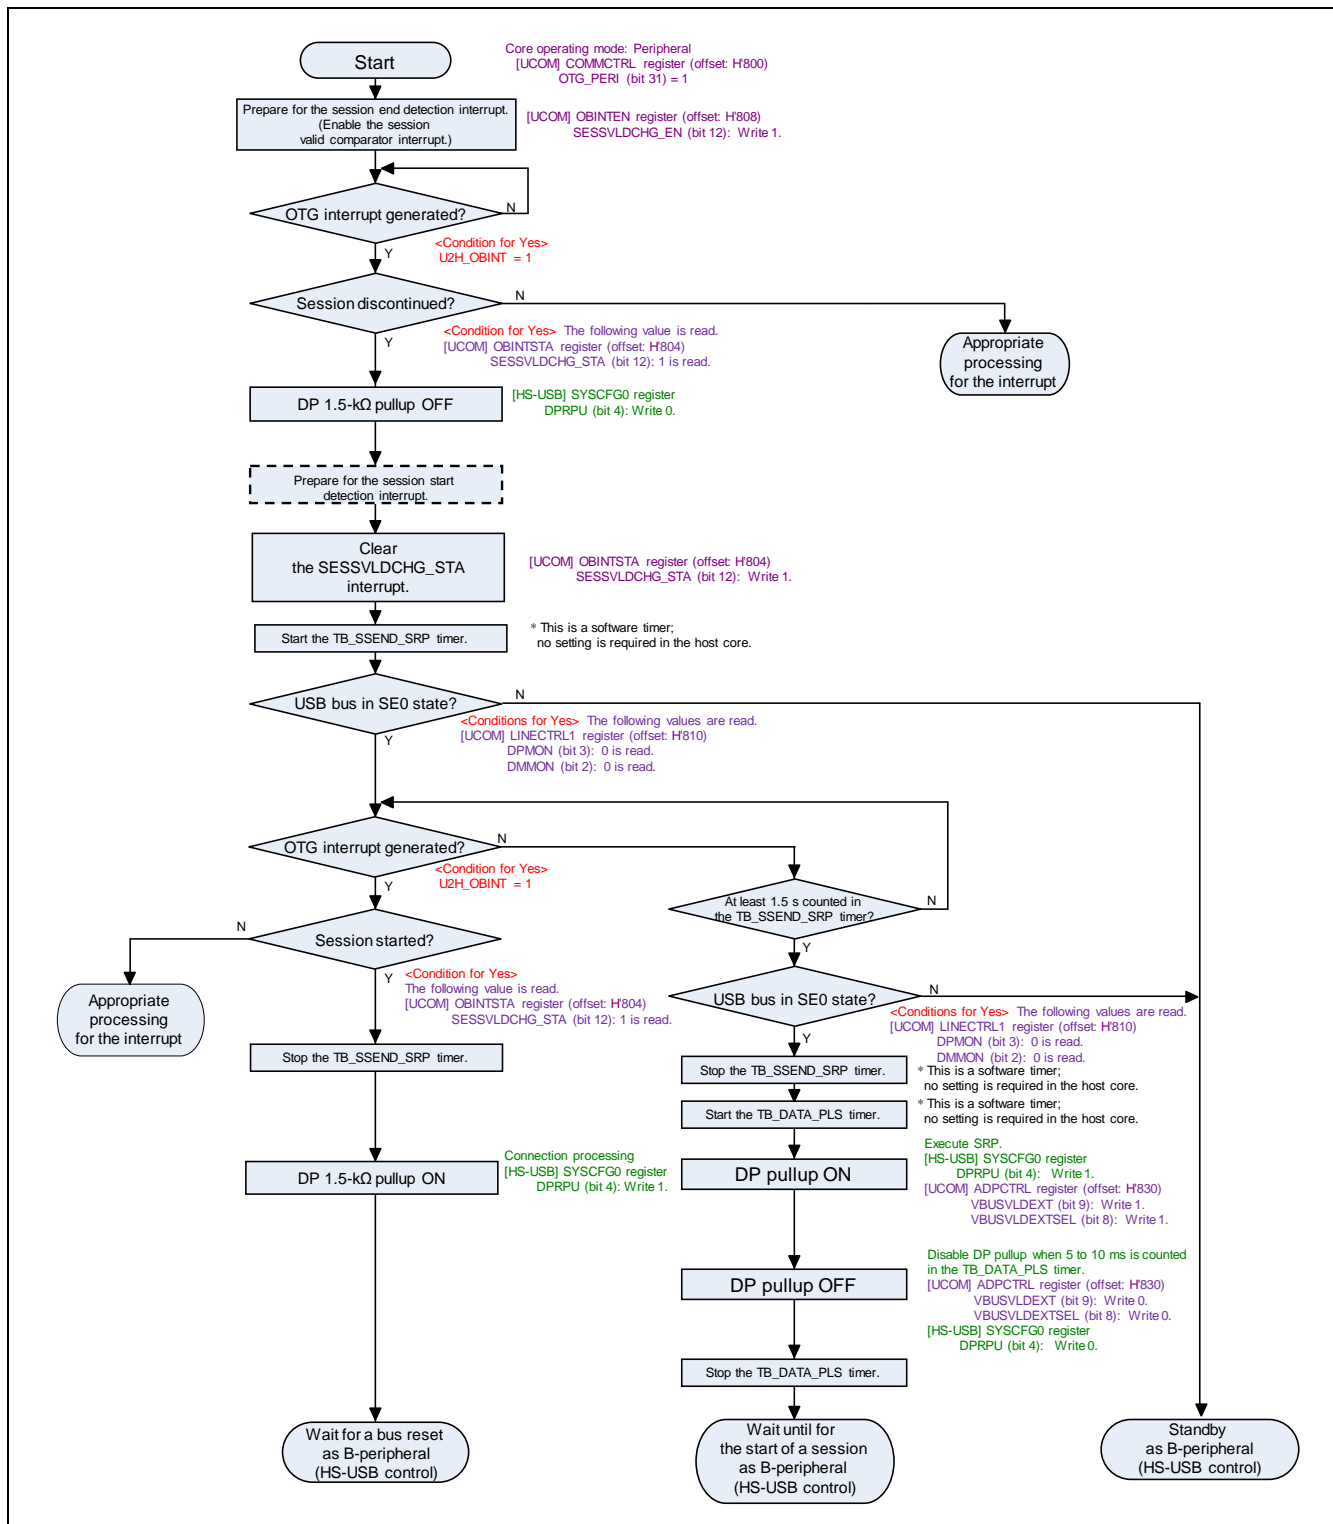 Start
Core operating mode: Peripheral
[UCOM] COMMCTRL register (offset: H'800)
OTG_PERI (bit 31) = 1
Prepare for the session end detection interrupt.
(Enable the session
valid comparator interrupt.)
[UCOM] OBINTEN register (offset: H'808)
SESSVLDCHG_EN (bit 12): Write 1.
OTG interrupt generated?
N
Y
<Condition for Yes>
U2H_OBINT = 1
Session discontinued?
N
Y
<Condition for Yes> The following value is read.
[UCOM] OBINTSTA register (offset: H'804)
SESSVLDCHG_STA (bit 12): 1 is read.
Appropriate
processing
for the interrupt
DP 1.5-kΩ pullup OFF
[HS-USB] SYSCFG0 register
DPRPU (bit 4): Write 0.
Prepare for the session start
detection interrupt.
Clear
the SESSVLDCHG_STA
interrupt.
[UCOM] OBINTSTA register (offset: H'804)
SESSVLDCHG_STA (bit 12): Write 1.
Start the TB_SSEND_SRP timer.
* This is a software timer;
no setting is required in the host core.
USB bus in SE0 state?
N
Y
<Conditions for Yes> The following values are read.
[UCOM] LINECTRL1 register (offset: H'810)
DPMON (bit 3): 0 is read.
DMMON (bit 2): 0 is read.
OTG interrupt generated?
N
Y
<Condition for Yes>
U2H_OBINT = 1
At least 1.5 s counted in
the TB_SSEND_SRP timer?
N
Y
Session started?
N
Y
<Condition for Yes>
The following value is read.
[UCOM] OBINTSTA register (offset: H'804)
SESSVLDCHG_STA (bit 12): 1 is read.
Appropriate
processing
for the interrupt
USB bus in SE0 state?
N
Y
<Conditions for Yes> The following values are read.
[UCOM] LINECTRL1 register (offset: H'810)
DPMON (bit 3): 0 is read.
DMMON (bit 2): 0 is read.
Stop the TB_SSEND_SRP timer.
Stop the TB_SSEND_SRP timer.
* This is a software timer;
no setting is required in the host core.
Start the TB_DATA_PLS timer.
* This is a software timer;
no setting is required in the host core.
DP 1.5-kΩ pullup ON
Connection processing
[HS-USB] SYSCFG0 register
DPRPU (bit 4): Write 1.
DP pullup ON
Execute SRP.
[HS-USB] SYSCFG0 register
DPRPU (bit 4): Write 1.
[UCOM] ADPCTRL register (offset: H'830)
VBUSVLDEXT (bit 9): Write 1.
VBUSVLDEXTSEL (bit 8): Write 1.
DP pullup OFF
Disable DP pullup when 5 to 10 ms is counted
in the TB_DATA_PLS timer.
[UCOM] ADPCTRL register (offset: H'830)
VBUSVLDEXT (bit 9): Write 0.
VBUSVLDEXTSEL (bit 8): Write 0.
[HS-USB] SYSCFG0 register
DPRPU (bit 4): Write 0.
Stop the TB_DATA_PLS timer.
Wait for a bus reset
as B-peripheral
(HS-USB control)
Wait until for
the start of a session
as B-peripheral
(HS-USB control)
Standby
as B-peripheral
(HS-USB control)